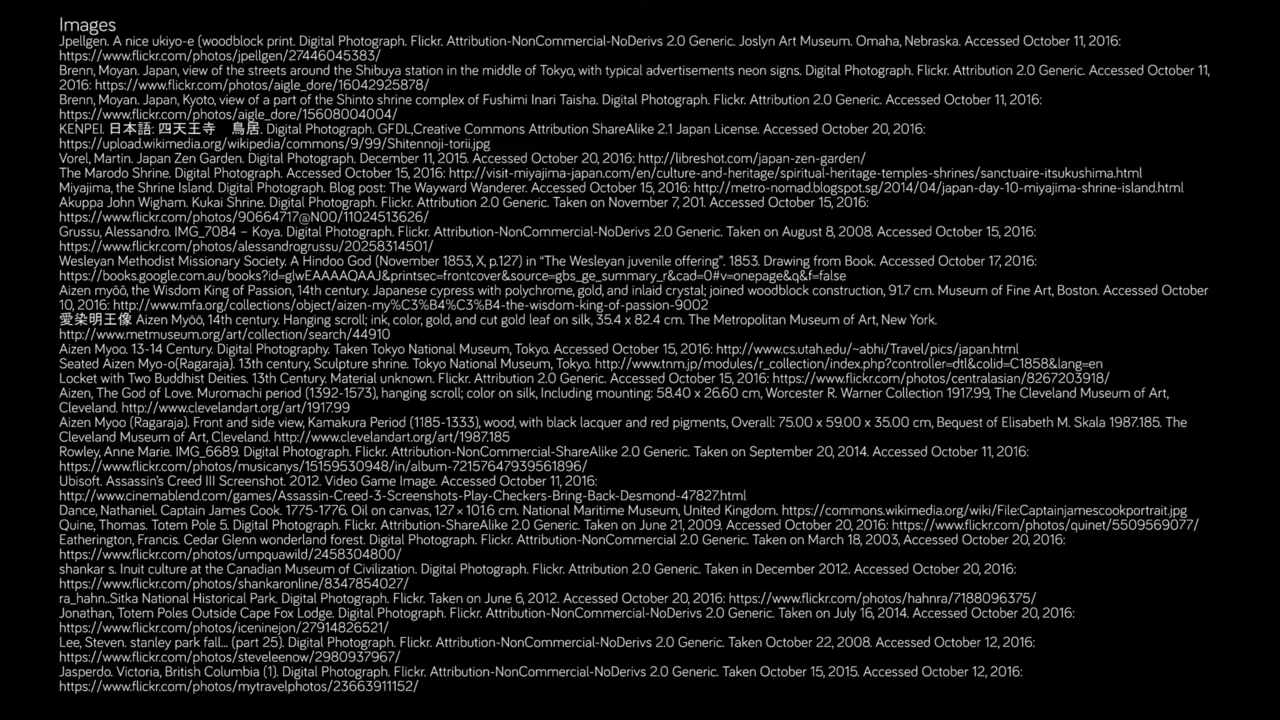 Images
Jpellgen. A nice ukiyo-e (woodblock print. Digital Photograph. Flickr. Attribution-NonCommercial-NoDerivs 2.0 Generic. Joslyn Art Museum. Omaha, Nebraska. Accessed October 11, 2016:
https://www.flickr.com/photos/jpellgen/27446045383/
Brenn, Moyan. Japan, view of the streets around the Shibuya station in the middle of Tokyo, with typical advertisements neon signs. Digital Photograph. Flickr. Attribution 2.0 Generic. Accessed October 11,
2016: https://www.flickr.com/photos/aigle_dore/16042925878/
Brenn, Moyan. Japan, Kyoto, view of a part of the Shinto shrine complex of Fushimi Inari Taisha. Digital Photograph. Flickr. Attribution 2.0 Generic. Accessed October 11, 2016:
https://www.flickr.com/photos/aigle_dore/15608004004/
KENPEI. 日本語: 四天王寺　鳥居. Digital Photograph. GFDL,Creative Commons Attribution ShareAlike 2.1 Japan License. Accessed October 20, 2016:
https://upload.wikimedia.org/wikipedia/commons/9/99/Shitennoji-torii.jpg
Vorel, Martin. Japan Zen Garden. Digital Photograph. December 11, 2015. Accessed October 20, 2016: http://libreshot.com/japan-zen-garden/
The Marodo Shrine. Digital Photograph. Accessed October 15, 2016: http://visit-miyajima-japan.com/en/culture-and-heritage/spiritual-heritage-temples-shrines/sanctuaire-itsukushima.html
Miyajima, the Shrine Island. Digital Photograph. Blog post: The Wayward Wanderer. Accessed October 15, 2016: http://metro-nomad.blogspot.sg/2014/04/japan-day-10-miyajima-shrine-island.html
Akuppa John Wigham. Kukai Shrine. Digital Photograph. Flickr. Attribution 2.0 Generic. Taken on November 7, 201. Accessed October 15, 2016:
https://www.flickr.com/photos/90664717@N00/11024513626/
Grussu, Alessandro. IMG_7084 – Koya. Digital Photograph. Flickr. Attribution-NonCommercial-NoDerivs 2.0 Generic. Taken on August 8, 2008. Accessed October 15, 2016:
https://www.flickr.com/photos/alessandrogrussu/20258314501/
Wesleyan Methodist Missionary Society. A Hindoo God (November 1853, X, p.127) in “The Wesleyan juvenile offering”. 1853. Drawing from Book. Accessed October 17, 2016:
https://books.google.com.au/books?id=glwEAAAAQAAJ&printsec=frontcover&source=gbs_ge_summary_r&cad=0#v=onepage&q&f=false
Aizen myōō, the Wisdom King of Passion, 14th century. Japanese cypress with polychrome, gold, and inlaid crystal; joined woodblock construction, 91.7 cm. Museum of Fine Art, Boston. Accessed October
10, 2016: http://www.mfa.org/collections/object/aizen-my%C3%B4%C3%B4-the-wisdom-king-of-passion-9002
愛染明王像 Aizen Myōō, 14th century. Hanging scroll; ink, color, gold, and cut gold leaf on silk, 35.4 x 82.4 cm. The Metropolitan Museum of Art, New York.
http://www.metmuseum.org/art/collection/search/44910
Aizen Myoo. 13-14 Century. Digital Photography. Taken Tokyo National Museum, Tokyo. Accessed October 15, 2016: http://www.cs.utah.edu/~abhi/Travel/pics/japan.html
Seated Aizen Myo-o(Ragaraja). 13th century, Sculpture shrine. Tokyo National Museum, Tokyo. http://www.tnm.jp/modules/r_collection/index.php?controller=dtl&colid=C1858&lang=en
Locket with Two Buddhist Deities. 13th Century. Material unknown. Flickr. Attribution 2.0 Generic. Accessed October 15, 2016: https://www.flickr.com/photos/centralasian/8267203918/
Aizen, The God of Love. Muromachi period (1392-1573), hanging scroll; color on silk, Including mounting: 58.40 x 26.60 cm, Worcester R. Warner Collection 1917.99, The Cleveland Museum of Art,
Cleveland. http://www.clevelandart.org/art/1917.99
Aizen Myoo (Ragaraja). Front and side view, Kamakura Period (1185-1333), wood, with black lacquer and red pigments, Overall: 75.00 x 59.00 x 35.00 cm, Bequest of Elisabeth M. Skala 1987.185. The
Cleveland Museum of Art, Cleveland. http://www.clevelandart.org/art/1987.185
Rowley, Anne Marie. IMG_6689. Digital Photograph. Flickr. Attribution-NonCommercial-ShareAlike 2.0 Generic. Taken on September 20, 2014. Accessed October 11, 2016:
https://www.flickr.com/photos/musicanys/15159530948/in/album-72157647939561896/
Ubisoft. Assassin's Creed III Screenshot. 2012. Video Game Image. Accessed October 11, 2016:
http://www.cinemablend.com/games/Assassin-Creed-3-Screenshots-Play-Checkers-Bring-Back-Desmond-47827.html
Dance, Nathaniel. Captain James Cook. 1775-1776. Oil on canvas, 127 × 101.6 cm. National Maritime Museum, United Kingdom. https://commons.wikimedia.org/wiki/File:Captainjamescookportrait.jpg
Quine, Thomas. Totem Pole 5. Digital Photograph. Flickr. Attribution-ShareAlike 2.0 Generic. Taken on June 21, 2009. Accessed October 20, 2016: https://www.flickr.com/photos/quinet/5509569077/
Eatherington, Francis. Cedar Glenn wonderland forest. Digital Photograph. Flickr. Attribution-NonCommercial 2.0 Generic. Taken on March 18, 2003, Accessed October 20, 2016:
https://www.flickr.com/photos/umpquawild/2458304800/
shankar s. Inuit culture at the Canadian Museum of Civilization. Digital Photograph. Flickr. Attribution 2.0 Generic. Taken in December 2012. Accessed October 20, 2016:
https://www.flickr.com/photos/shankaronline/8347854027/
ra_hahn..Sitka National Historical Park. Digital Photograph. Flickr. Taken on June 6, 2012. Accessed October 20, 2016: https://www.flickr.com/photos/hahnra/7188096375/
Jonathan, Totem Poles Outside Cape Fox Lodge. Digital Photograph. Flickr. Attribution-NonCommercial-NoDerivs 2.0 Generic. Taken on July 16, 2014. Accessed October 20, 2016:
https://www.flickr.com/photos/iceninejon/27914826521/
Lee, Steven. stanley park fall... (part 25). Digital Photograph. Flickr. Attribution-NonCommercial-NoDerivs 2.0 Generic. Taken October 22, 2008. Accessed October 12, 2016:
https://www.flickr.com/photos/steveleenow/2980937967/
Jasperdo. Victoria, British Columbia (1). Digital Photograph. Flickr. Attribution-NonCommercial-NoDerivs 2.0 Generic. Taken October 15, 2015. Accessed October 12, 2016:
https://www.flickr.com/photos/mytravelphotos/23663911152/